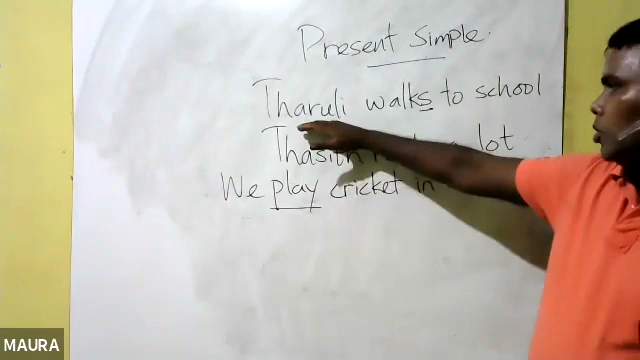 Present Simple.
Tharuli walks to school
Thasith a lot
We play cricket in
MAURA